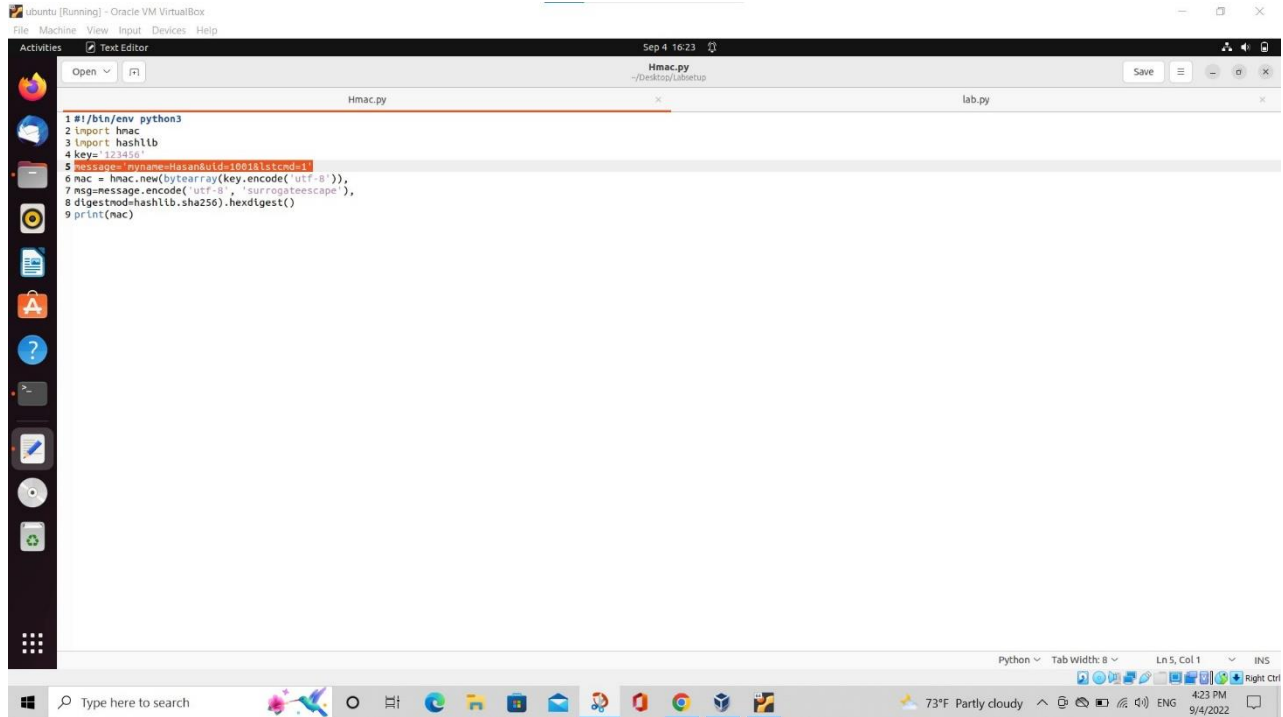 ubuntu [Running] - Oracle VM VirtualBox
File Machine View Input Devices Help
Activities Text Editor Sep 4 16:23
Open Hmac.py Save
~/Desktop/Labsetup
Hmac.py lab.py
1 #!/bin/env python3
2 import hmac
3 import hashlib
4 key='123456'
5 message='myname=Hasan&uid=1001&lstcmd=1'
6 mac = hmac.new(bytearray(key.encode('utf-8')),
7 msg=message.encode('utf-8', 'surrogateescape'),
8 digestmod=hashlib.sha256).hexdigest()
9 print(mac)
Python Tab Width: 8 Ln 5, Col 1 INS
Right Ctrl
Type here to search 73°F Partly cloudy ENG 4:23 PM
9/4/2022